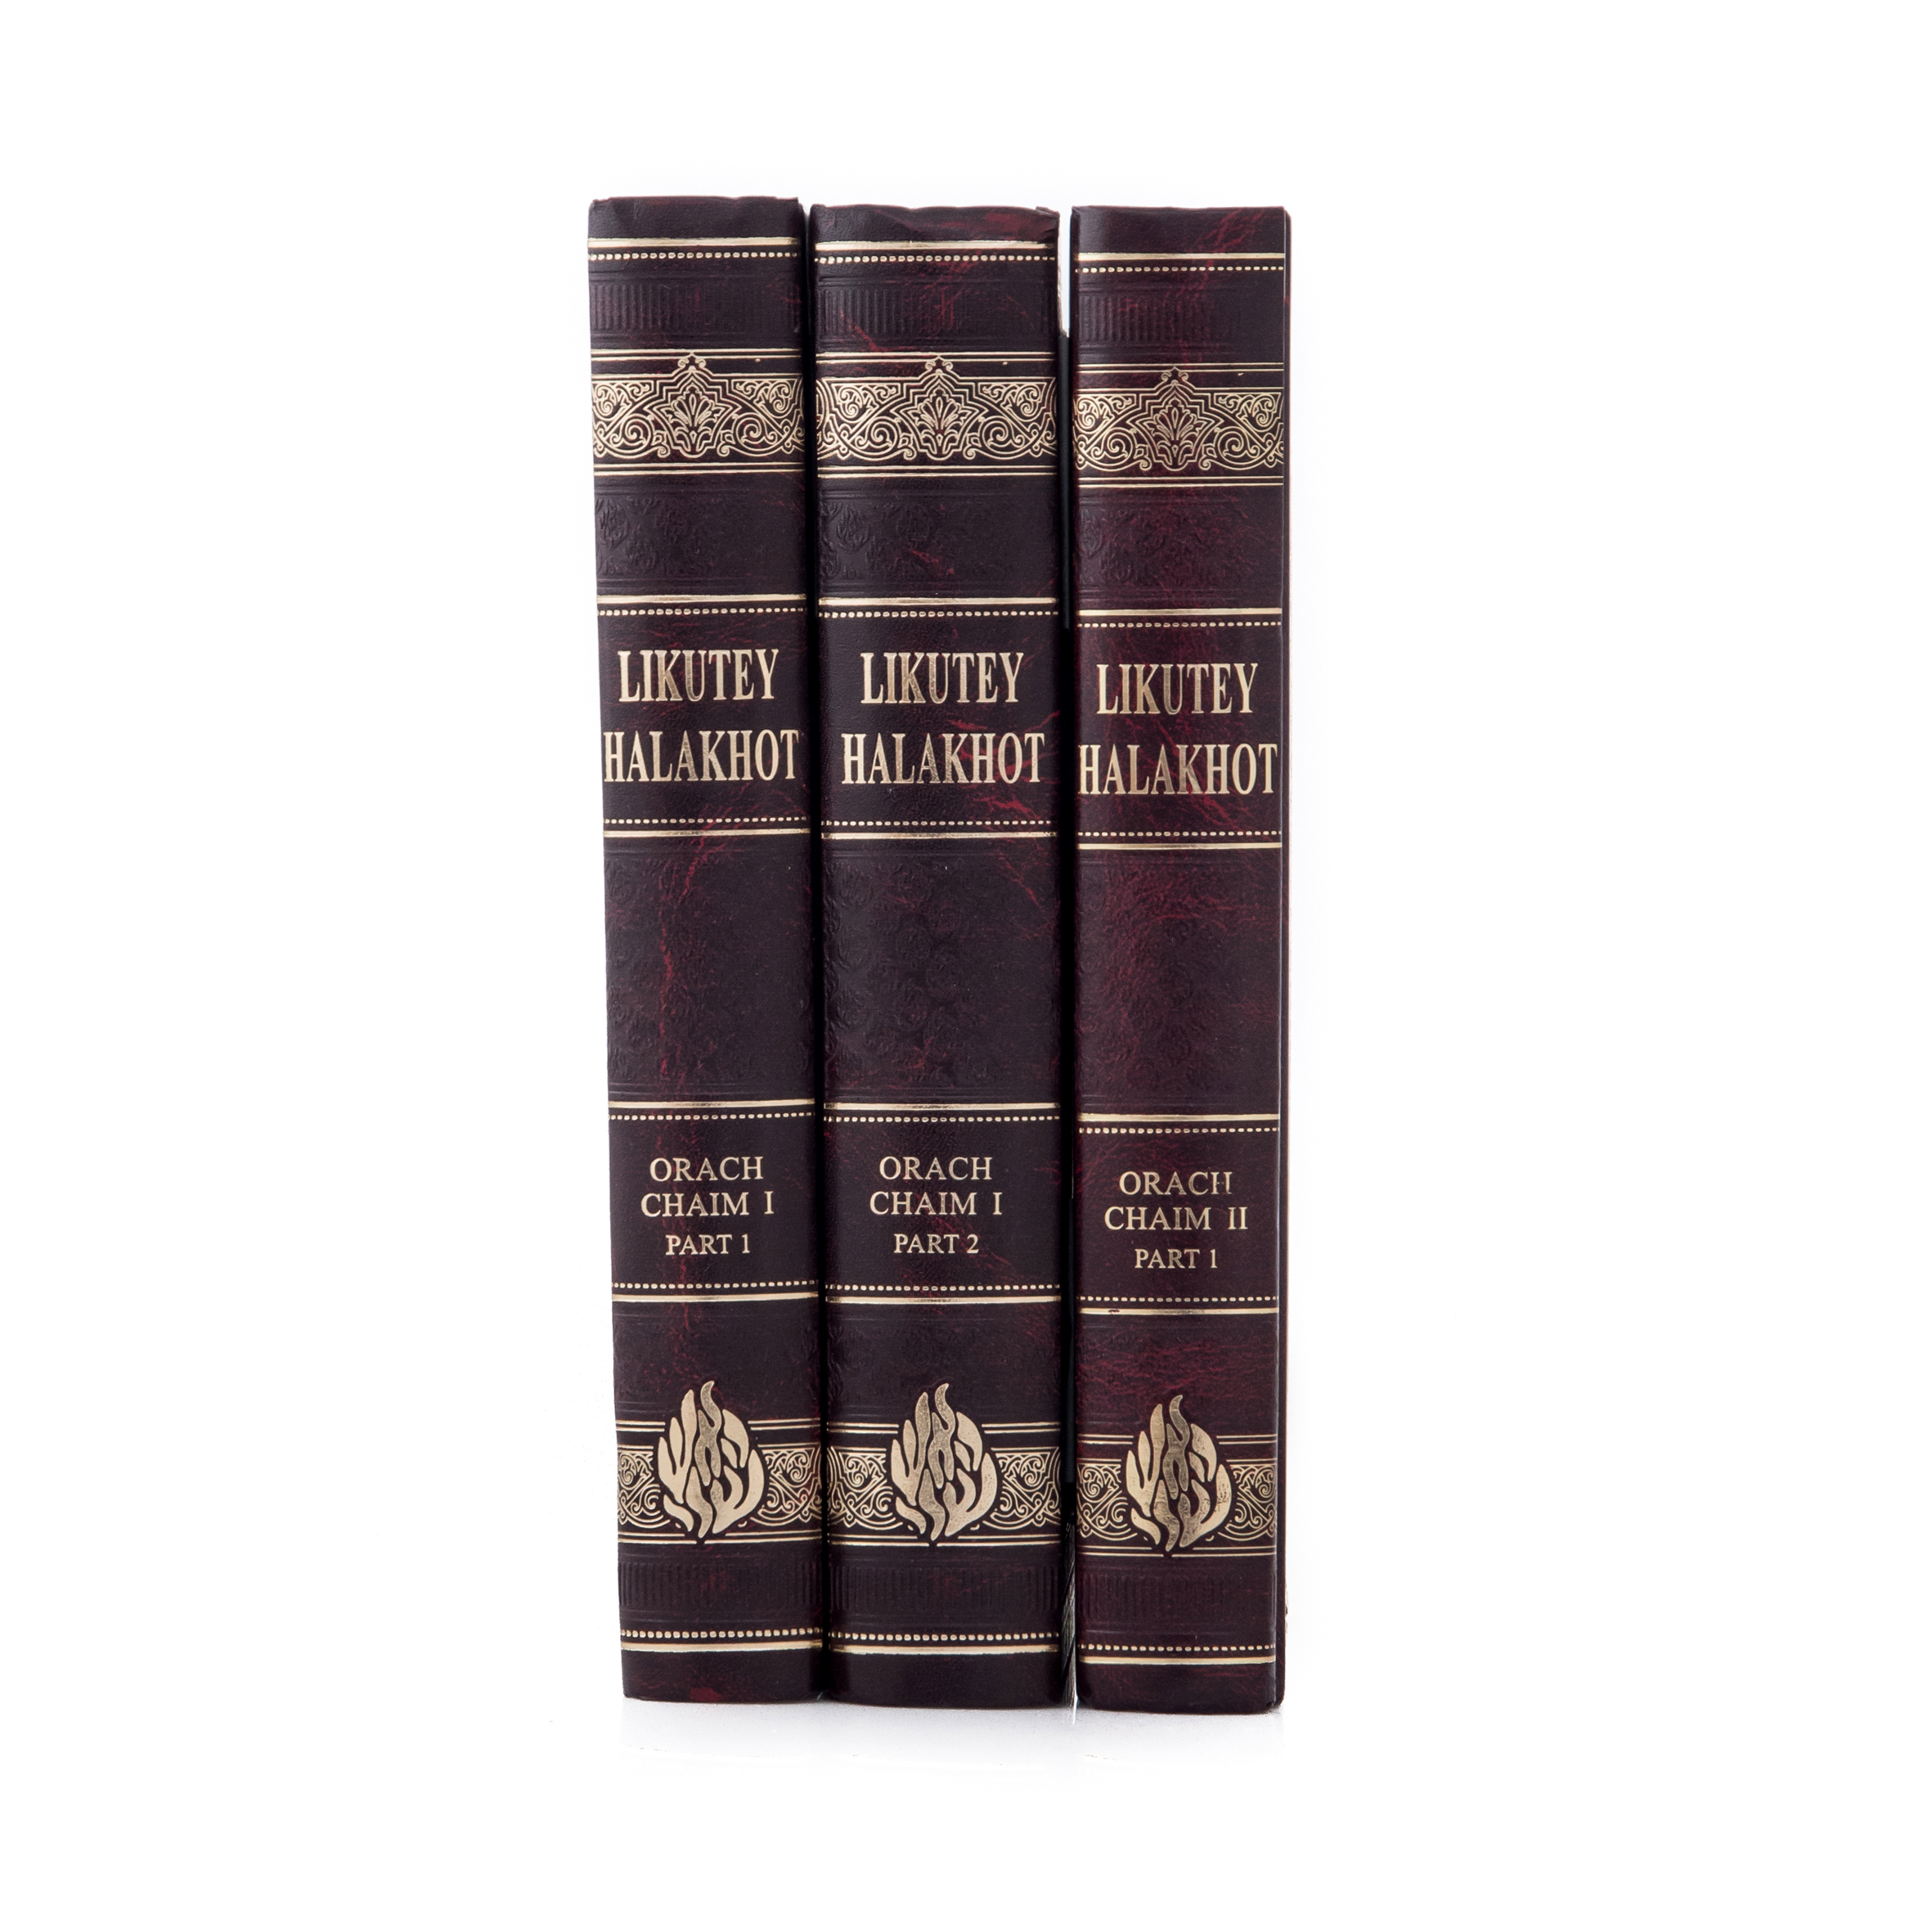 LIKUTEY
HALAKHOT
ORACH
CHAIM I
PART 1
LIKUTEY
HALAKHOT
ORACH
CHAIM I
PART 2
LIKUTEY
HALAKHOT
ORACH
CHAIM II
PART 1